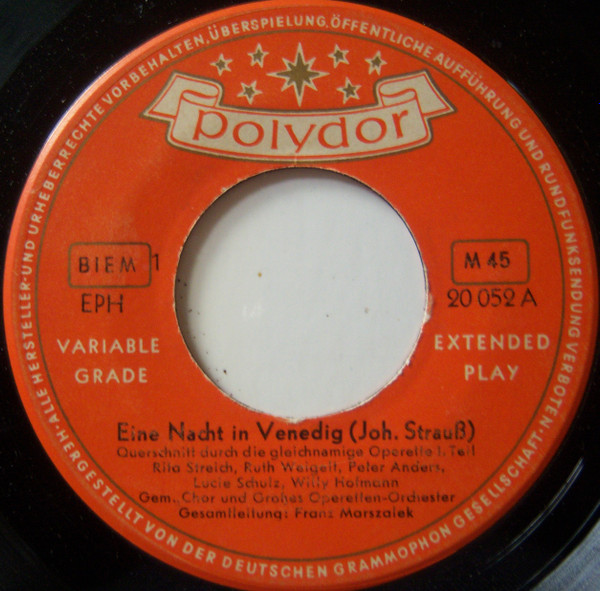 ALLE HERSTELLER- UND URHEBERRECHTE VORBEHALTEN, ÜBERSPIELUNG, ÖFFENTLICHE AUFFÜHRUNG UND RUNDFUNKSENDUNG VERBOTEN
polydor
BIEM 1
M 45
EPH
20 052 A
VARIABLE
GRADE
EXTENDED
PLAY
Eine Nacht in Venedig (Joh. Strauß)
Querschnitt durch die gleichnamige Operette 1. Teil
Rita Streich, Ruth Weigelt, Peter Anders,
Lucie Schulz, Willy Hofmann
Gem. Chor und Großes Operetten-Orchester
Gesamtleitung: Franz Marszalek
HERGESTELLT VON DER DEUTSCHEN GRAMMOPHON GESELLSCHAFT